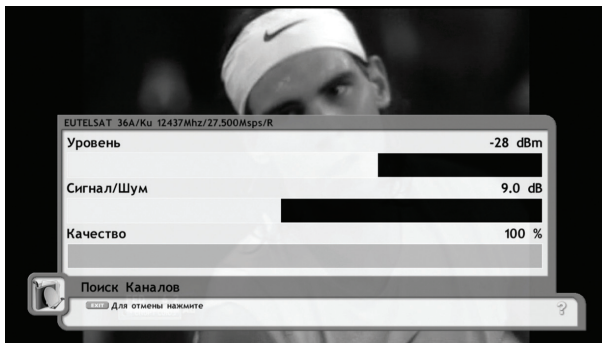 EUTELSAT 36A/Ku 12437Mhz/27.500Msps/R
Уровень -28 dBm
Сигнал/Шум 9.0 dB
Качество 100 %
Поиск Каналов
EXIT Для отмены нажмите
?